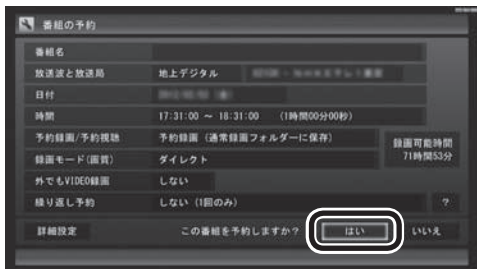 番組の予約
番組名
放送波と放送局 地上デジタル
日付
時間 17:31:00 ~ 18:31:00 (1時間00分00秒)
予約録画/予約視聴 予約録画 (通常録画フォルダーに保存)
録画可能時間
71時間53分
録画モード(画質) ダイレクト
外でもVIDEO録画 しない
繰り返し予約 しない (1回のみ) ?
詳細設定 この番組を予約しますか? はい いいえ